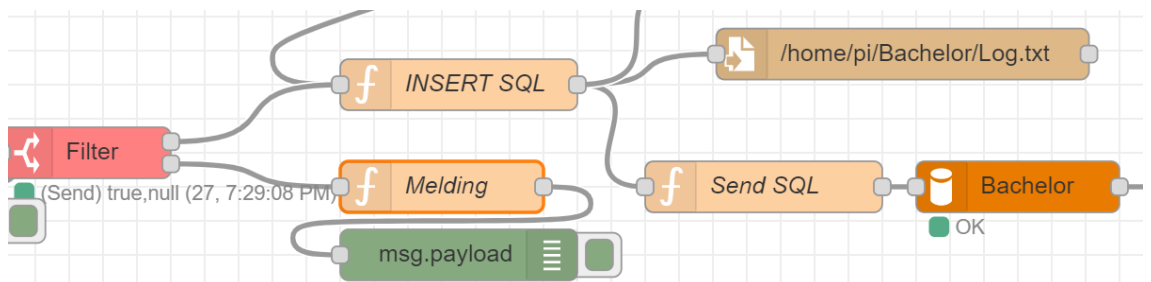 /home/pi/Bachelor/Log.txt
INSERT SQL
Filter
(Send) true,null (27, 7:29:08 PM)
Melding
Send SQL
Bachelor
OK
msg.payload